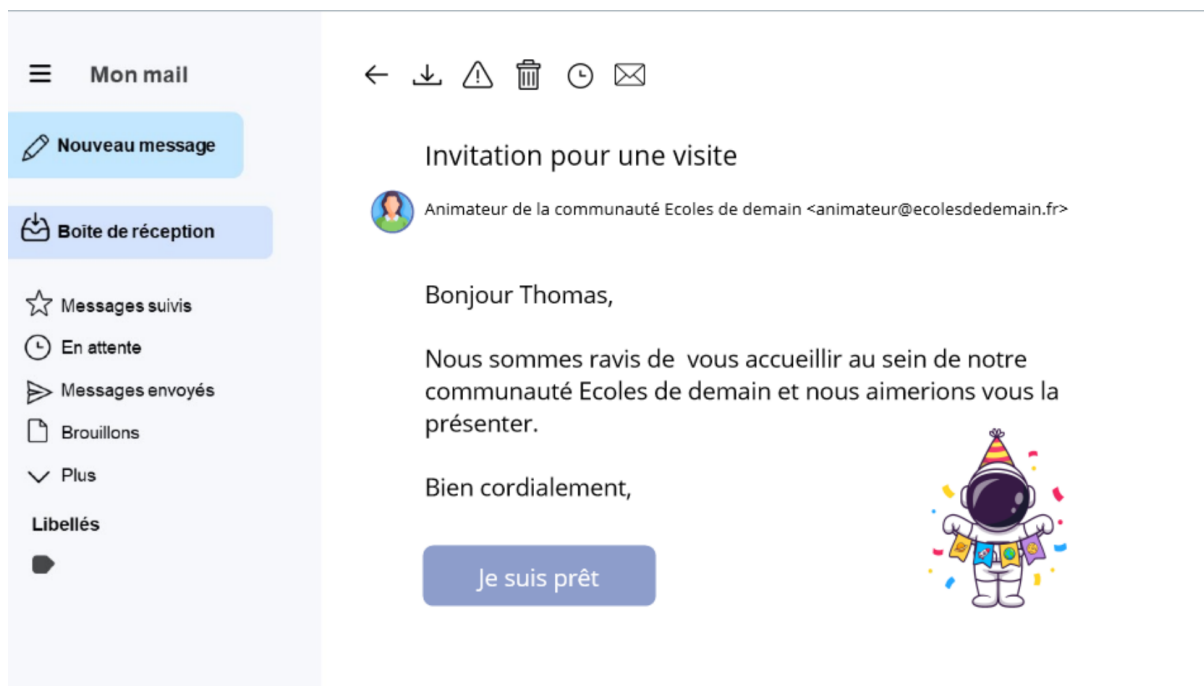 Mon mail
Nouveau message
Boite de réception
Messages suivis
En attente
Messages envoyés
Brouillons
Plus
Libellés
Invitation pour une visite
Animateur de la communauté Ecoles de demain <animateur@ecolesdedemain.fr>
Bonjour Thomas,
Nous sommes ravis de vous accueillir au sein de notre
communauté Ecoles de demain et nous aimerions vous la
présenter.
Bien cordialement,
Je suis prêt